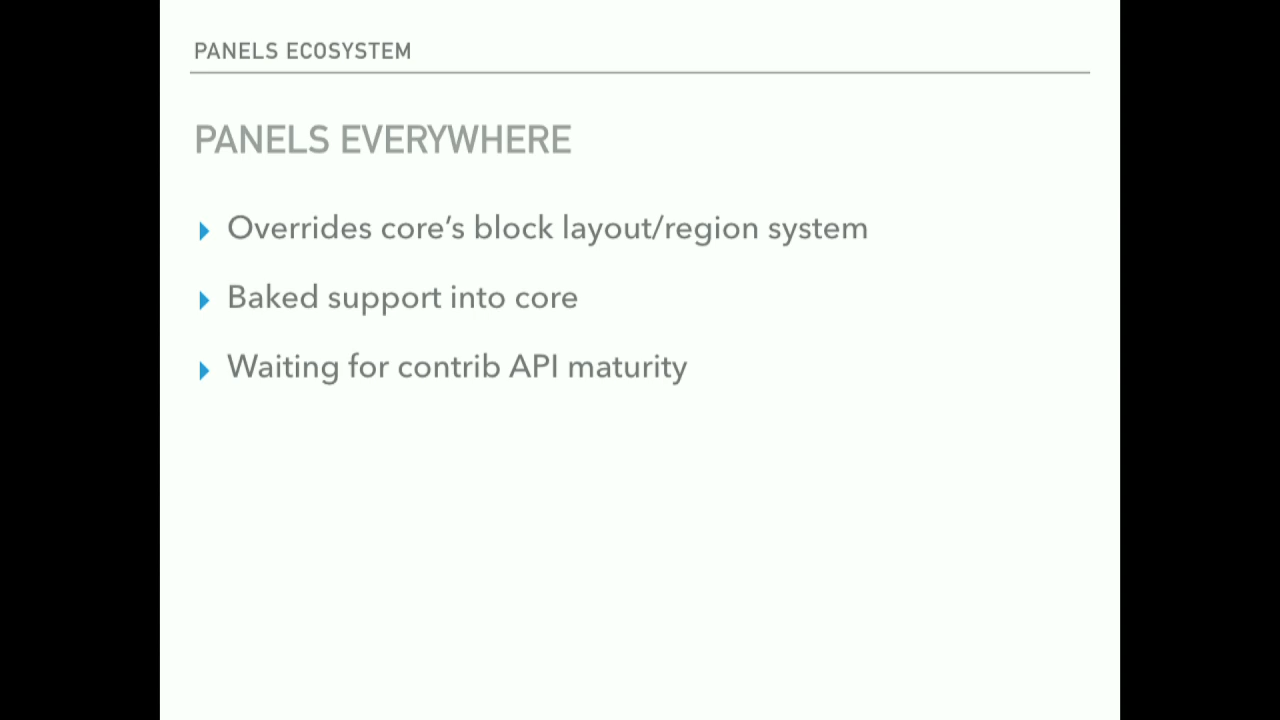 PANELS ECOSYSTEM
PANELS EVERYWHERE
Overrides core’s block layout/region system
Baked support into core
Waiting for contrib API maturity